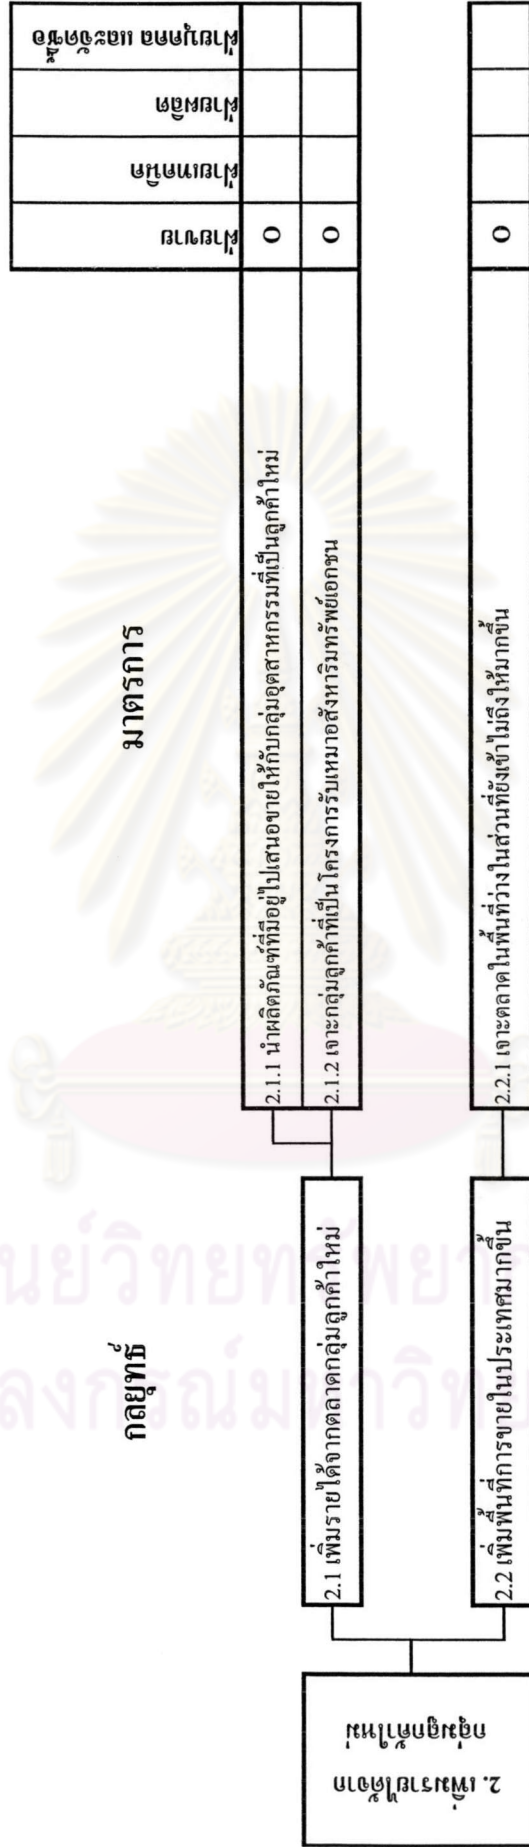 กลยุทธ์
มาตรการ
ฝ่ายขาย
ฝ่ายเทคนิค
ฝ่ายผลิต
ฝ่ายบุคคล และจัดซื้อ
2. เพิ่มรายได้จาก
กลุ่มลูกค้าใหม่
2.1 เพิ่มรายได้จากตลาดกลุ่มลูกค้าใหม่
2.1.1 นำผลิตภัณฑ์ที่มีอยู่ไปเสนอขายให้กับกลุ่มอุตสาหกรรมที่เป็นลูกค้าใหม่
O
2.1.2 เจาะกลุ่มลูกค้าที่เป็นโครงการรับเหมาอสังหาริมทรัพย์เอกชน
O
2.2 เพิ่มพื้นที่การขายในประเทศมากขึ้น
2.2.1 เจาะตลาดในพื้นที่ว่างในส่วนที่ยังเข้าไม่ถึงให้มากขึ้น
O